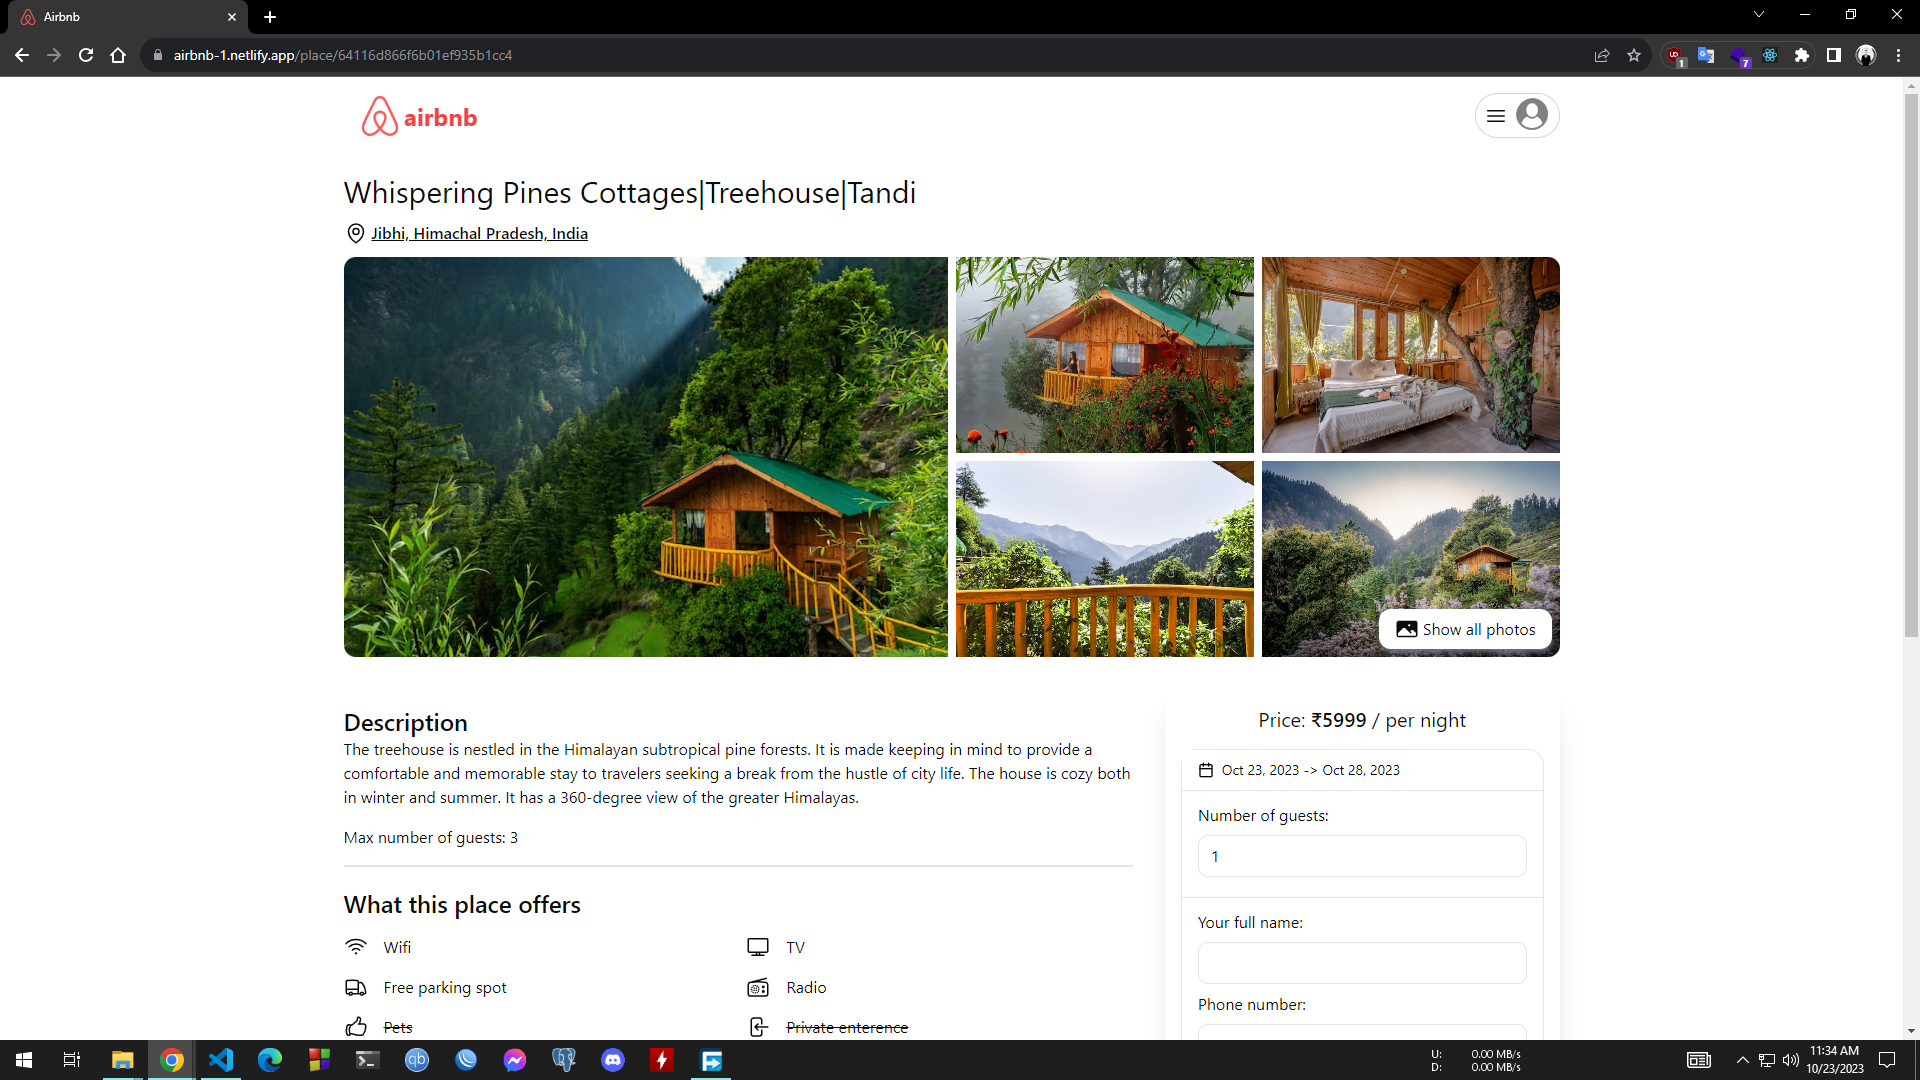 Airbnb
airbnb-1.netlify.app/place/64116d866f6b01ef935b1cc4
1
7
airbnb
Whispering Pines Cottages|Treehouse|Tandi
Jibhi, Himachal Pradesh, India
Show all photos
Description
The treehouse is nestled in the Himalayan subtropical pine forests. It is made keeping in mind to provide a
comfortable and memorable stay to travelers seeking a break from the hustle of city life. The house is cozy both
in winter and summer. It has a 360-degree view of the greater Himalayas.
Max number of guests: 3
What this place offers
Wifi
TV
Free parking spot
Radio
Pets
Private enterence
Price: ₹5999 / per night
Oct 23, 2023 -> Oct 28, 2023
Number of guests:
1
Your full name:
Phone number:
qb
U: 0.00 MB/s
D: 0.00 MB/s
11:34 AM
10/23/2023